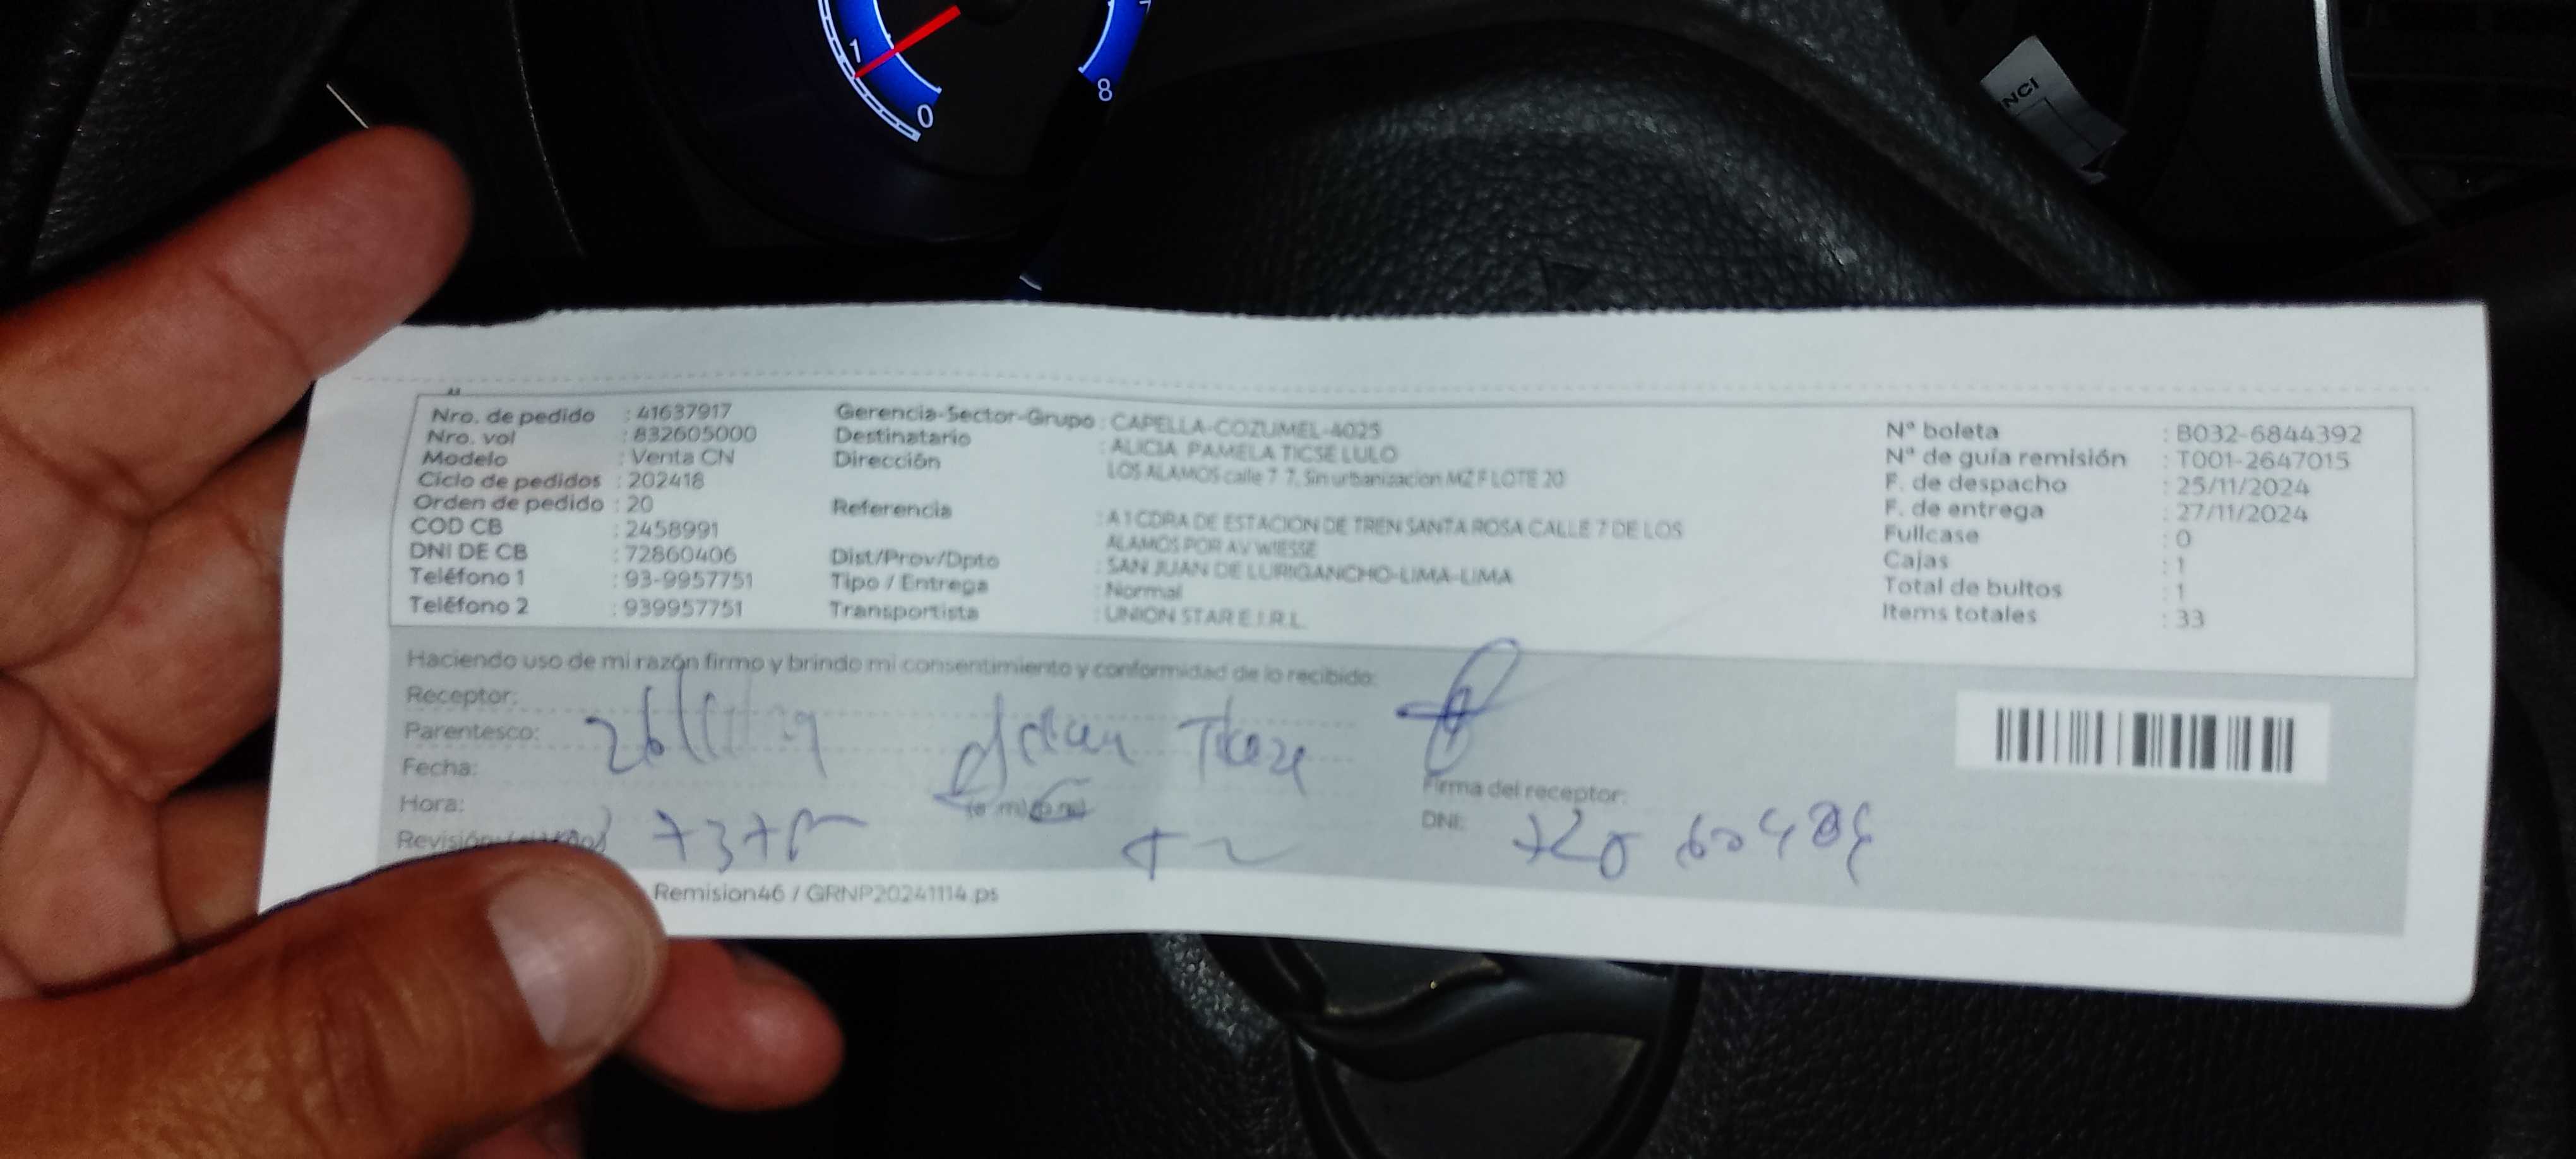 1
0
8
NCI
Nro. de pedido : 41637917
Nro. vol : 832605000
Modelo : Venta CN
Ciclo de pedidos : 202418
Orden de pedido : 20
COD CB : 2458991
DNI DE CB : 72860406
Teléfono 1 : 93-9957751
Teléfono 2 : 939957751
Gerencia-Sector-Grupo : CAPELLA-COZUMEL-4025
Destinatario : ALICIA PAMELA TICSE LULO
Dirección LOS ALAMOS calle 7 7, Sin urbanizacion MZ F LOTE 20
Referencia : A 1 CDRA DE ESTACION DE TREN SANTA ROSA CALLE 7 DE LOS
ALAMOS POR AV WIESSE
Dist/Prov/Dpto : SAN JUAN DE LURIGANCHO-LIMA-LIMA
Tipo / Entrega : Normal
Transportista : UNION STAR E.I.R.L.
N° boleta : B032-6844392
N° de guía remisión : T001-2647015
F. de despacho : 25/11/2024
F. de entrega : 27/11/2024
Fullcase : 0
Cajas : 1
Total de bultos : 1
Items totales : 33
Haciendo uso de mi razón firmo y brindo mi consentimiento y conformidad de lo recibido:
Receptor:
Parentesco:
Fecha:
Hora:
Revisión:
Firma del receptor:
DNI:
Remision46 / GRNP20241114.ps